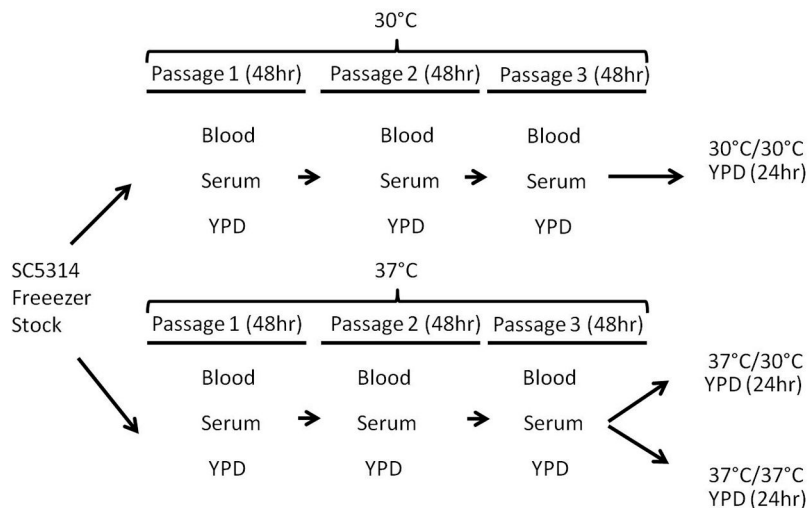 30°C
Passage 1 (48hr) Passage 2 (48hr) Passage 3 (48hr)
Blood Blood Blood
Serum Serum Serum
YPD YPD YPD
30°C/30°C
YPD (24hr)
SC5314
Freeezer
Stock
37°C
Passage 1 (48hr) Passage 2 (48hr) Passage 3 (48hr)
Blood Blood Blood
Serum Serum Serum
YPD YPD YPD
37°C/30°C
YPD (24hr)
37°C/37°C
YPD (24hr)